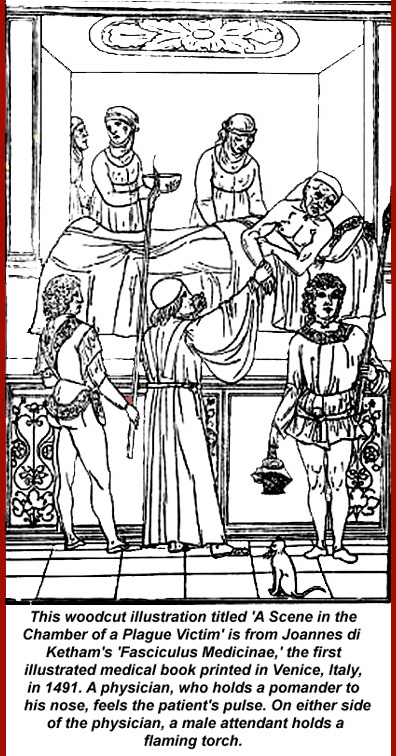 This woodcut illustration titled 'A Scene in the
Chamber of a Plague Victim' is from Joannes di
Ketham's 'Fasciculus Medicinae,' the first
illustrated medical book printed in Venice, Italy,
in 1491. A physician, who holds a pomander to
his nose, feels the patient's pulse. On either side
of the physician, a male attendant holds a
flaming torch.